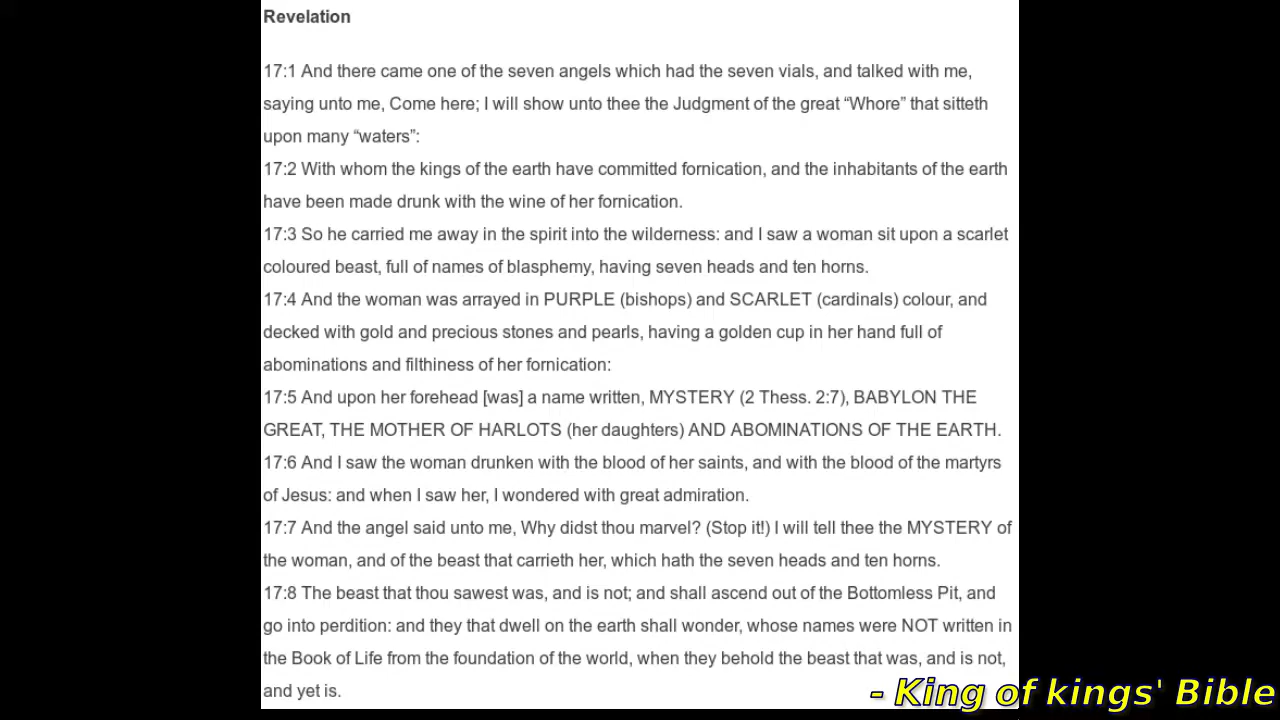 Revelation
17:1 And there came one of the seven angels which had the seven vials, and talked with me,
saying unto me, Come here; I will show unto thee the Judgment of the great “Whore” that sitteth
upon many “waters”:
17:2 With whom the kings of the earth have committed fornication, and the inhabitants of the earth
have been made drunk with the wine of her fornication.
17:3 So he carried me away in the spirit into the wilderness: and I saw a woman sit upon a scarlet
coloured beast, full of names of blasphemy, having seven heads and ten horns.
17:4 And the woman was arrayed in PURPLE (bishops) and SCARLET (cardinals) colour, and
decked with gold and precious stones and pearls, having a golden cup in her hand full of
abominations and filthiness of her fornication:
17:5 And upon her forehead [was] a name written, MYSTERY (2 Thess. 2:7), BABYLON THE
GREAT, THE MOTHER OF HARLOTS (her daughters) AND ABOMINATIONS OF THE EARTH.
17:6 And I saw the woman drunken with the blood of her saints, and with the blood of the martyrs
of Jesus: and when I saw her, I wondered with great admiration.
17:7 And the angel said unto me, Why didst thou marvel? (Stop it!) I will tell thee the MYSTERY of
the woman, and of the beast that carrieth her, which hath the seven heads and ten horns.
17:8 The beast that thou sawest was, and is not; and shall ascend out of the Bottomless Pit, and
go into perdition: and they that dwell on the earth shall wonder, whose names were NOT written in
the Book of Life from the foundation of the world, when they behold the beast that was, and is not,
and yet is.
- King of kings' Bible